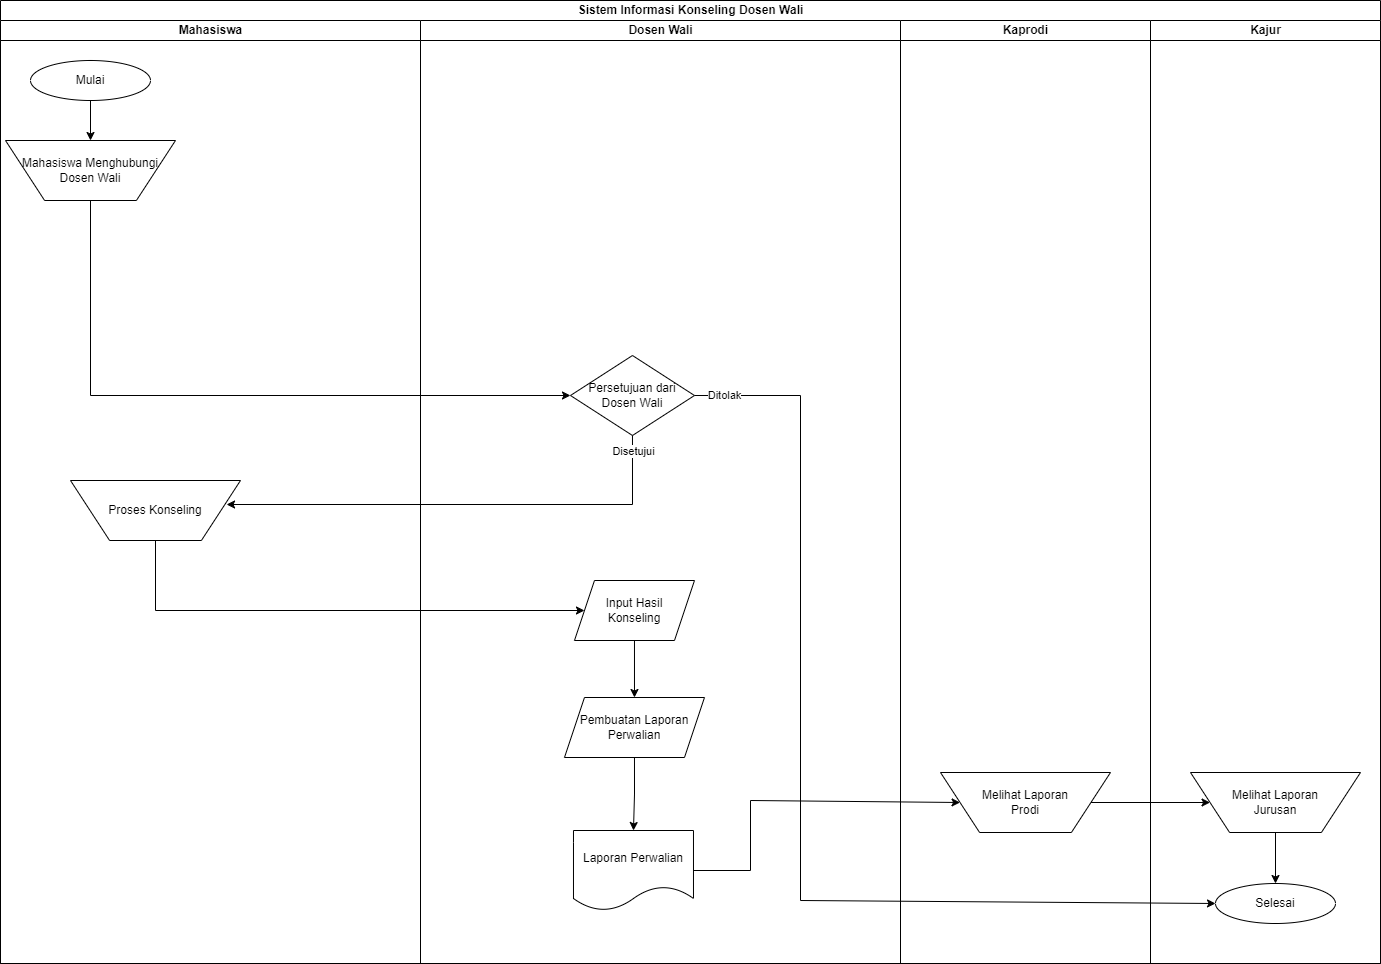 Sistem Informasi Konseling Dosen Wali
Mahasiswa
Dosen Wali
Kaprodi
Kajur
Mulai
Mahasiswa Menghubungi
Dosen Wali
Persetujuan dari
Dosen Wali
Ditolak
Disetujui
Proses Konseling
Input Hasil
Konseling
Pembuatan Laporan
Perwalian
Laporan Perwalian
Melihat Laporan
Prodi
Melihat Laporan
Jurusan
Selesai